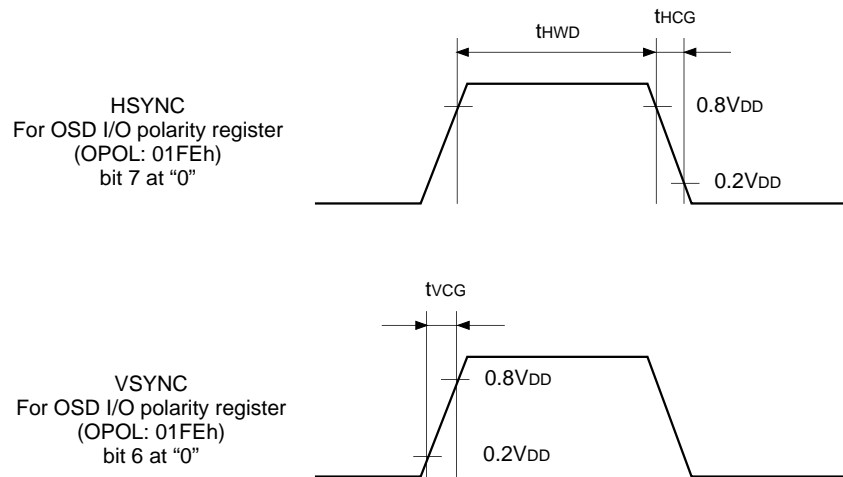 tHWD
tHCG
HSYNC
For OSD I/O polarity register
(OPOL: 01FEh)
bit 7 at “0”
0.8VDD
0.2VDD
tVCG
VSYNC
For OSD I/O polarity register
(OPOL: 01FEh)
bit 6 at “0”
0.8VDD
0.2VDD